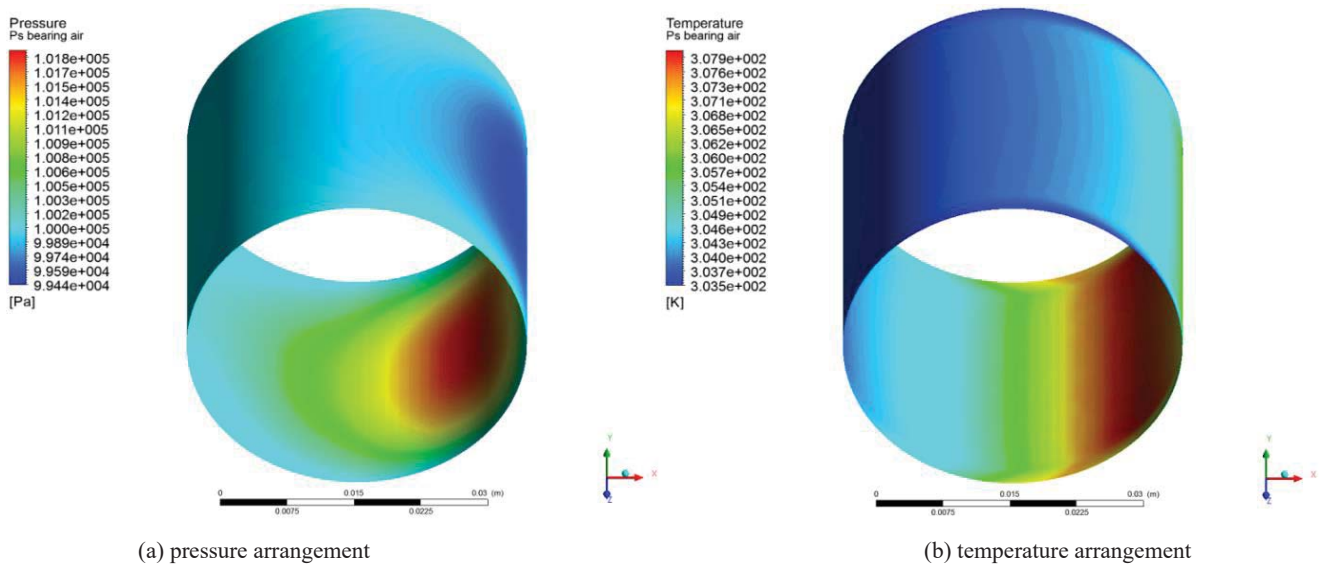 Pressure
Ps bearing air
1.018e+005
1.017e+005
1.015e+005
1.014e+005
1.012e+005
1.011e+005
1.009e+005
1.008e+005
1.006e+005
1.005e+005
1.003e+005
1.002e+005
1.000e+005
9.989e+004
9.974e+004
9.959e+004
9.944e+004
[Pa]
0 0.015 0.03 (m)
0.0075 0.0225
Y
X
Z
(a) pressure arrangement
Temperature
Ps bearing air
3.079e+002
3.076e+002
3.073e+002
3.071e+002
3.068e+002
3.065e+002
3.062e+002
3.060e+002
3.057e+002
3.054e+002
3.051e+002
3.049e+002
3.046e+002
3.043e+002
3.040e+002
3.037e+002
3.035e+002
[K]
0 0.015 0.03 (m)
0.0075 0.0225
Y
X
Z
(b) temperature arrangement